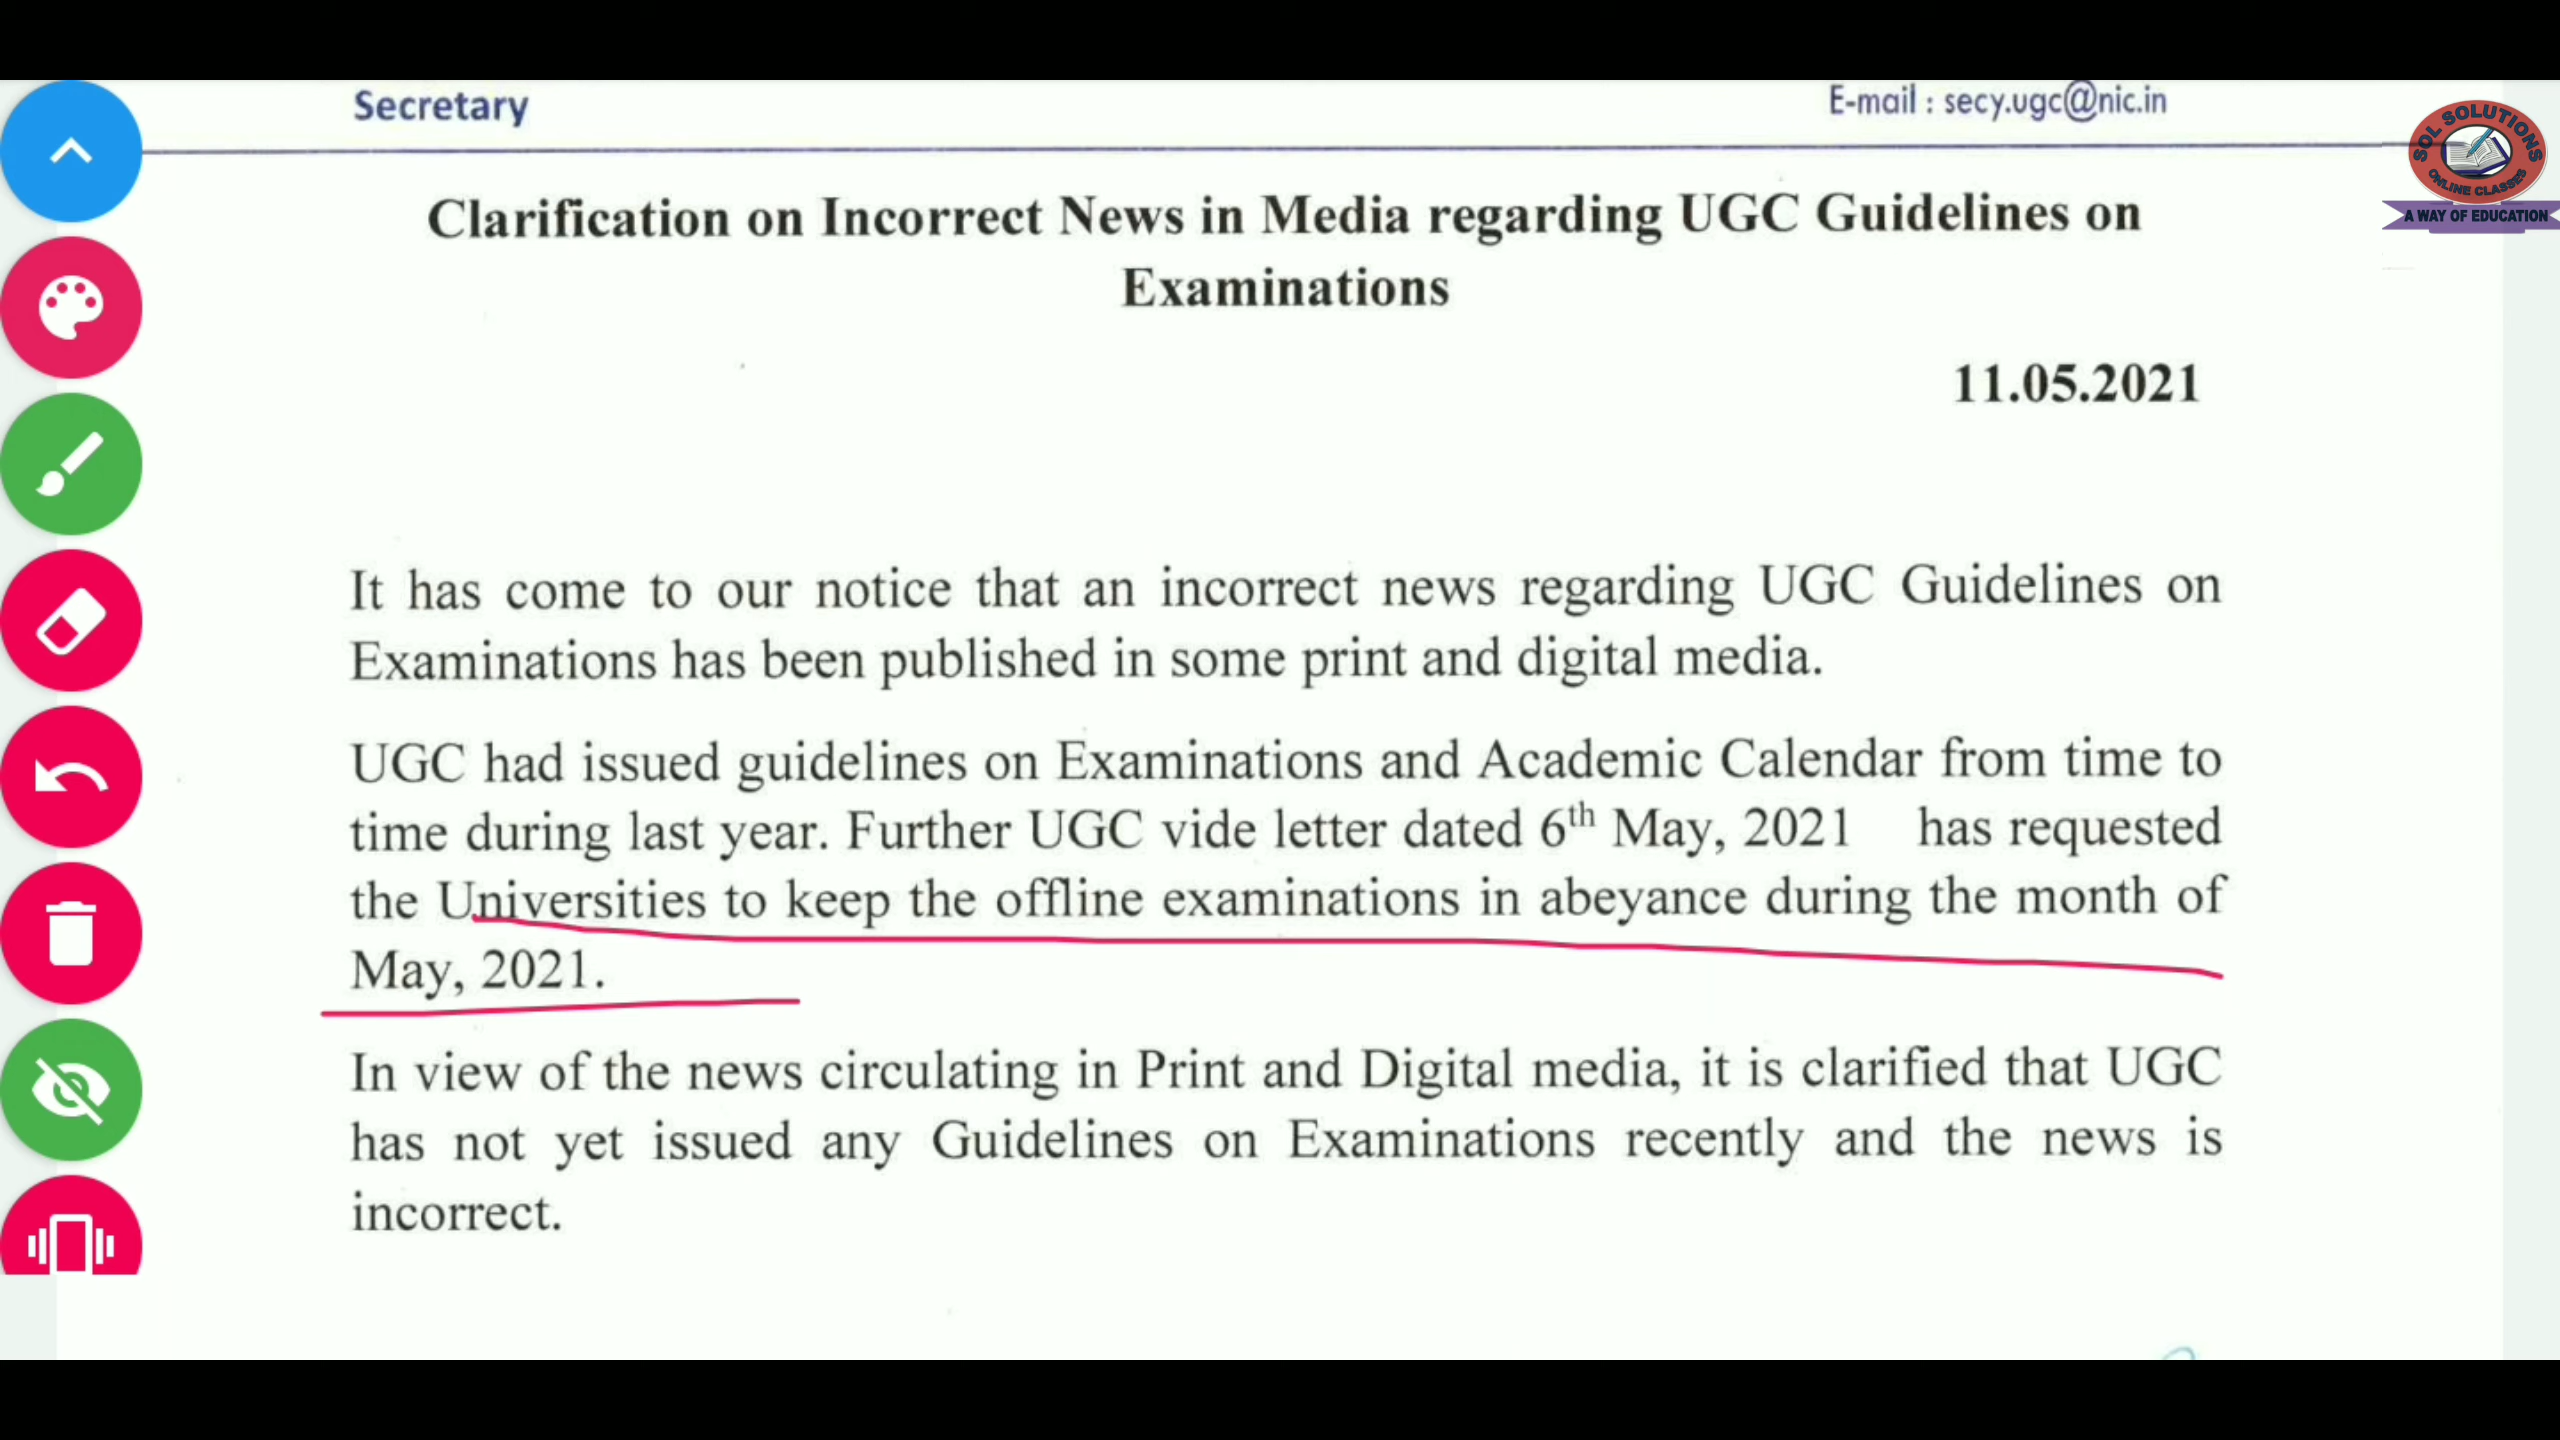 Secretary
E-mail : secy.ugc@nic.in
SOL SOLUTIONS
ONLINE CLASSES
A WAY OF EDUCATION
Clarification on Incorrect News in Media regarding UGC Guidelines on
Examinations
11.05.2021
It has come to our notice that an incorrect news regarding UGC Guidelines on
Examinations has been published in some print and digital media.
UGC had issued guidelines on Examinations and Academic Calendar from time to
time during last year. Further UGC vide letter dated 6th May, 2021 has requested
the Universities to keep the offline examinations in abeyance during the month of
May, 2021.
In view of the news circulating in Print and Digital media, it is clarified that UGC
has not yet issued any Guidelines on Examinations recently and the news is
incorrect.